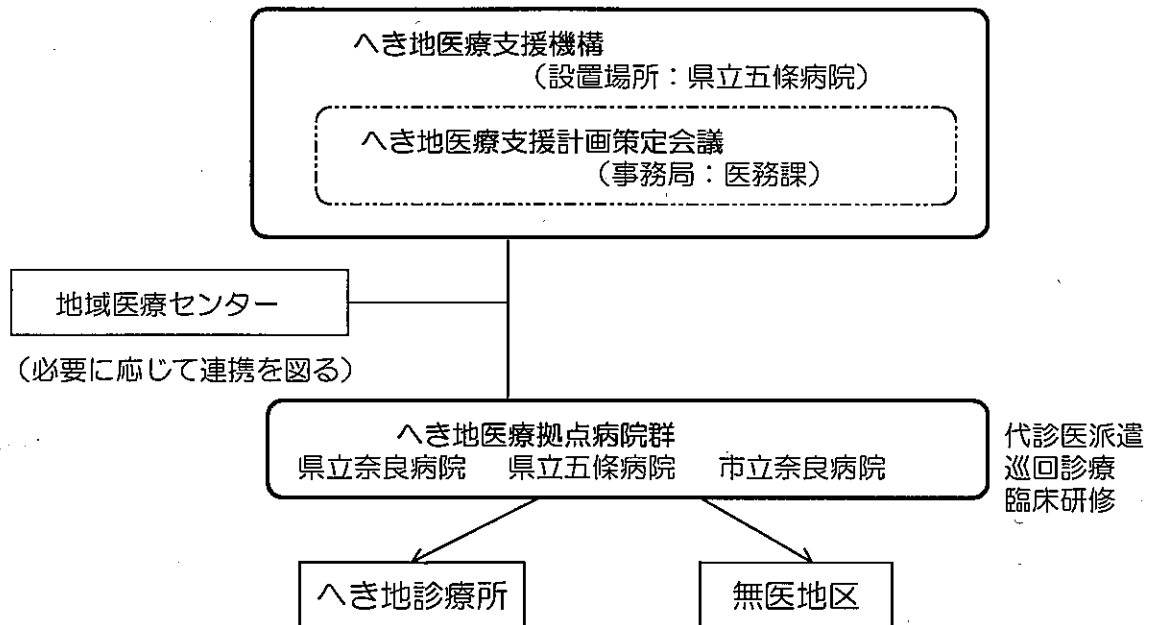 へき地医療支援機構
（設置場所：県立五條病院）
へき地医療支援計画策定会議
（事務局：医務課）
地域医療センター
（必要に応じて連携を図る）
へき地医療拠点病院群
県立奈良病院　県立五條病院　市立奈良病院
代診医派遣
巡回診療
臨床研修
へき地診療所
無医地区